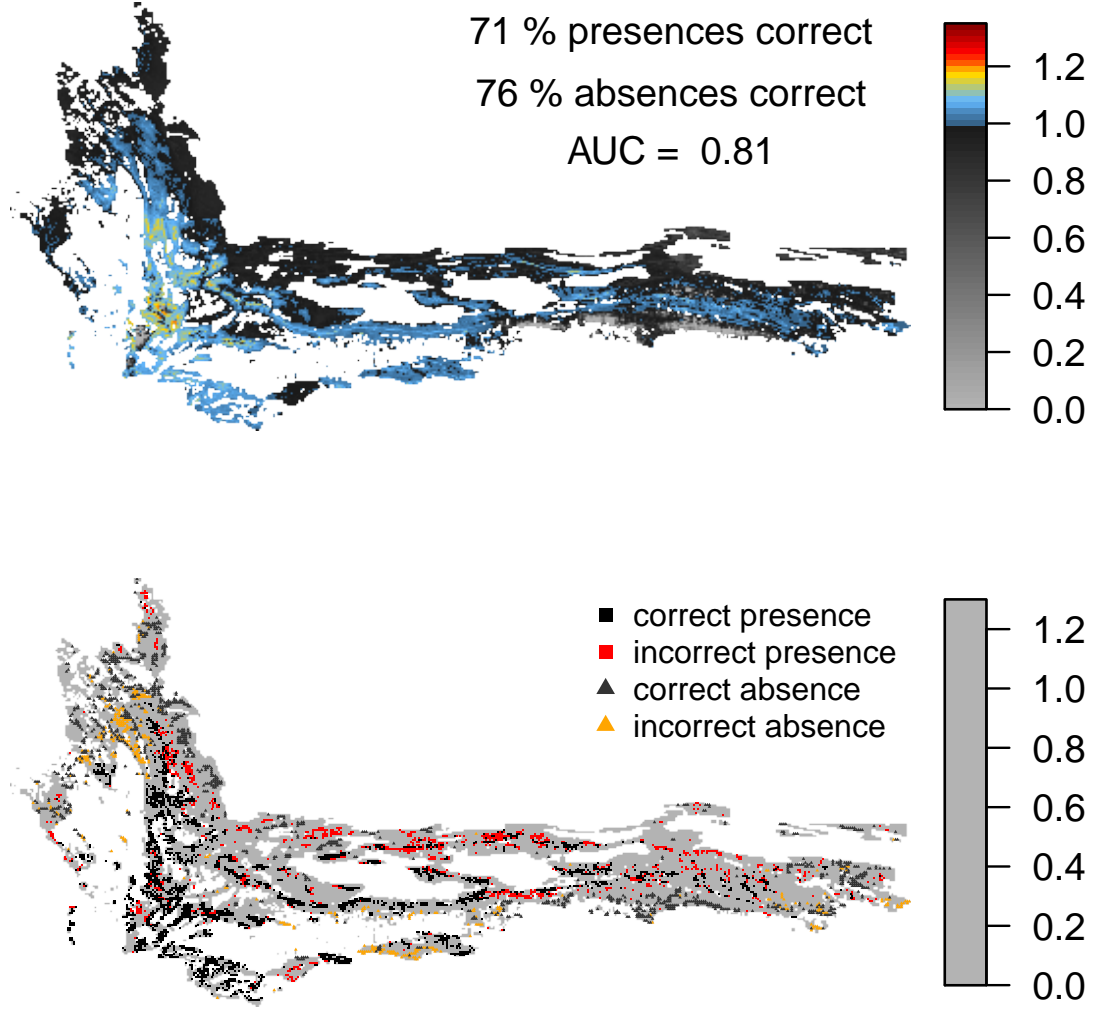 71 % presences correct
76 % absences correct
AUC = 0.81
1.2
1.0
0.8
0.6
0.4
0.2
0.0
correct presence
incorrect presence
correct absence
incorrect absence
1.2
1.0
0.8
0.6
0.4
0.2
0.0